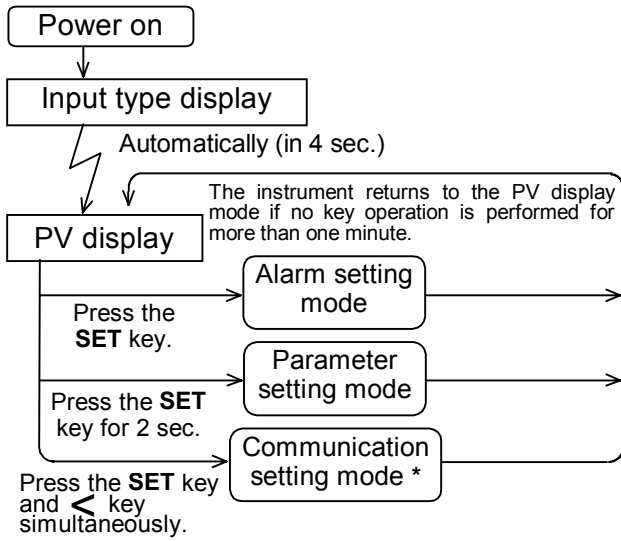 Power on
Input type display
Automatically (in 4 sec.)
The instrument returns to the PV display
mode if no key operation is performed for
more than one minute.
PV display
Alarm setting
mode
Press the
SET key.
Parameter
setting mode
Press the SET
key for 2 sec.
Communication
setting mode *
Press the SET key
and < key
simultaneously.